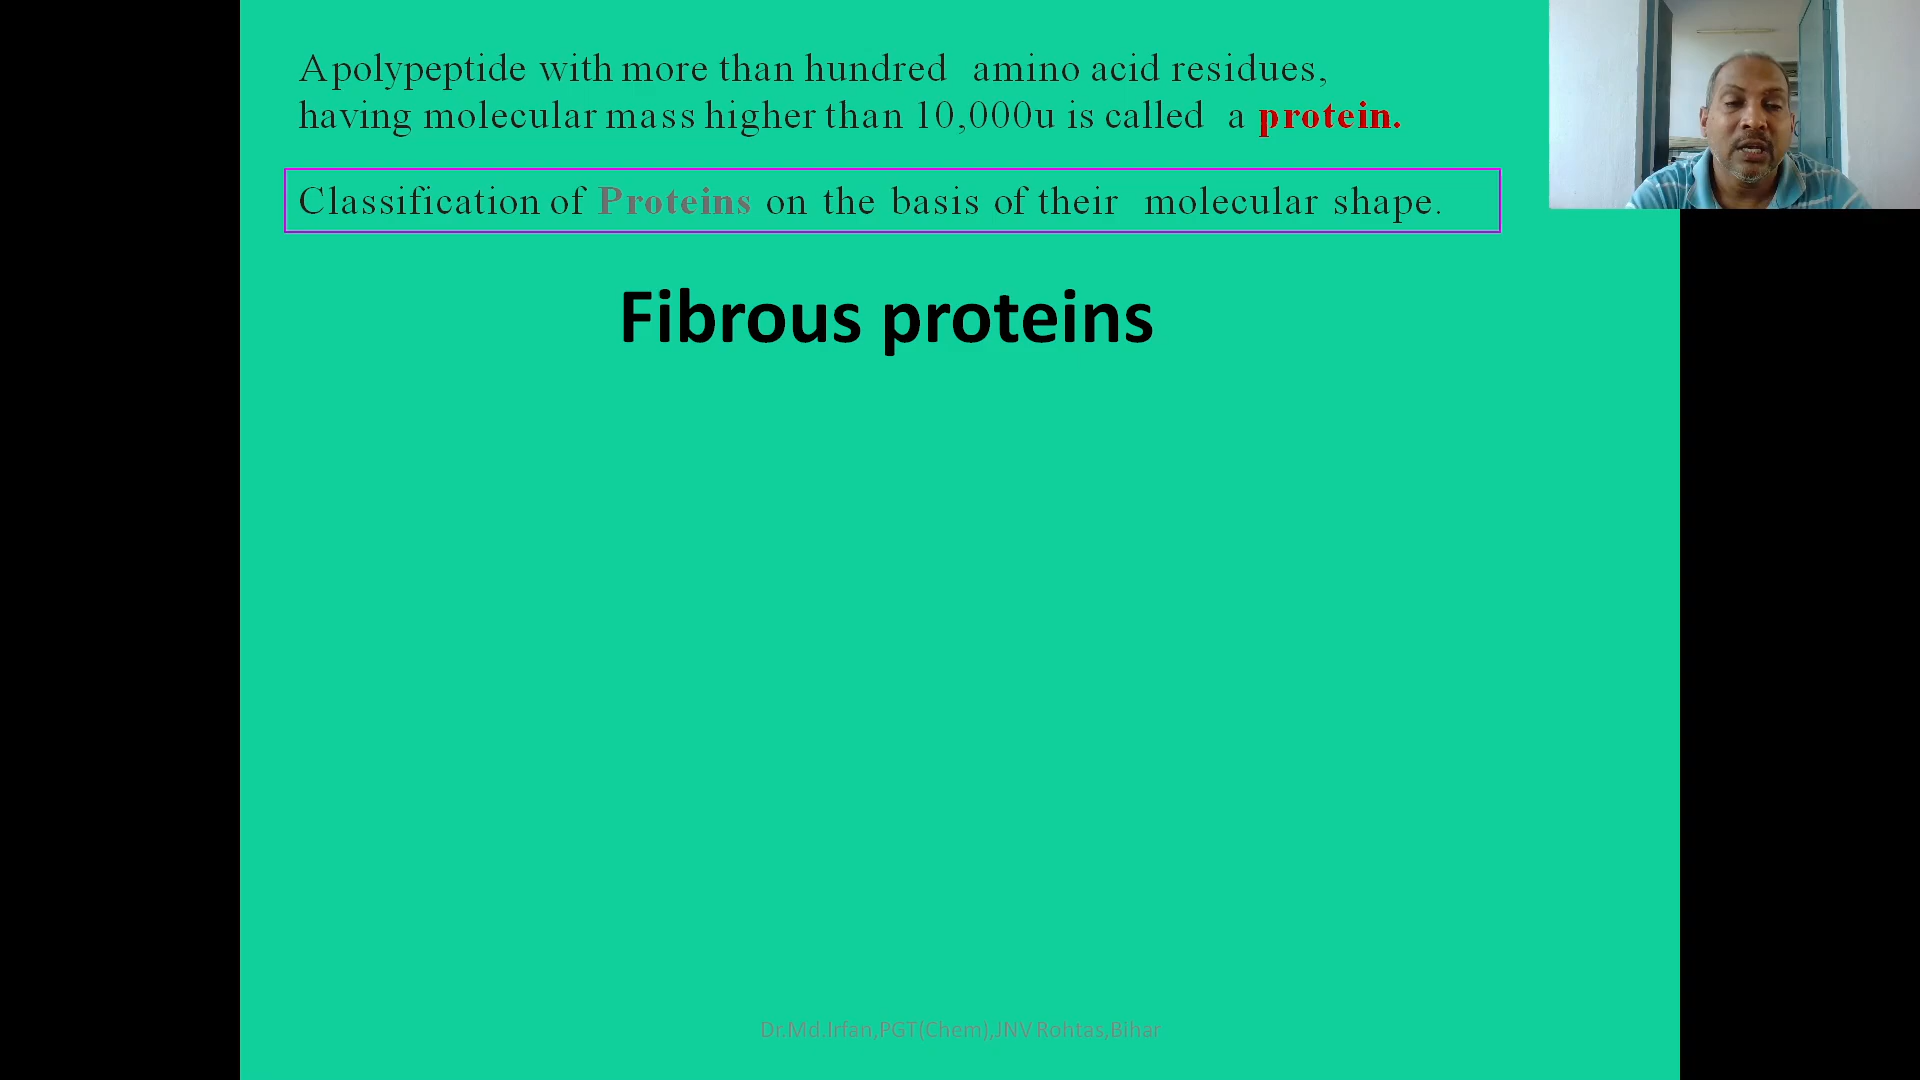 A polypeptide with more than hundred amino acid residues,
having molecular mass higher than 10,000u is called a protein.
Classification of Proteins on the basis of their molecular shape.
Fibrous proteins
Dr.Md.Irfan,PGT(Chem),JNV Rohtas,Bihar